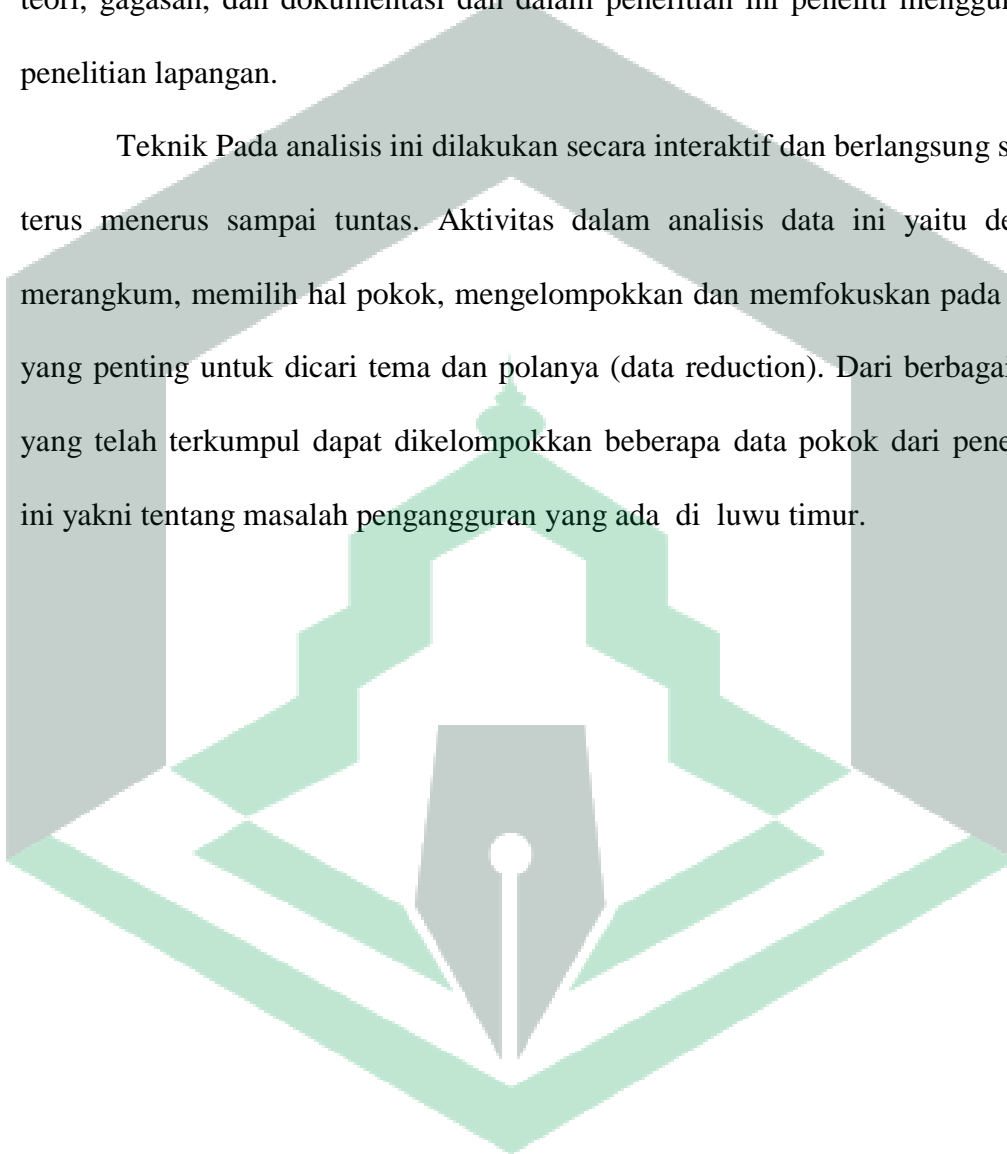 teori, gagasan, dan dokumentasi dan dalam penelitian ini peneliti
penelitian lapangan.
Teknik Pada analisis ini dilakukan secara interaktif dan berlangsung
terus menerus sampai tuntas. Aktivitas dalam analisis data ini yaitu
merangkum, memilih hal pokok, mengelompokkan dan memfokuskan pada
yang penting untuk dicari tema dan polanya (data reduction). Dari berbagai
yang telah terkumpul dapat dikelompokkan beberapa data pokok dari
ini yakni tentang masalah pengangguran yang ada di luwu timur.